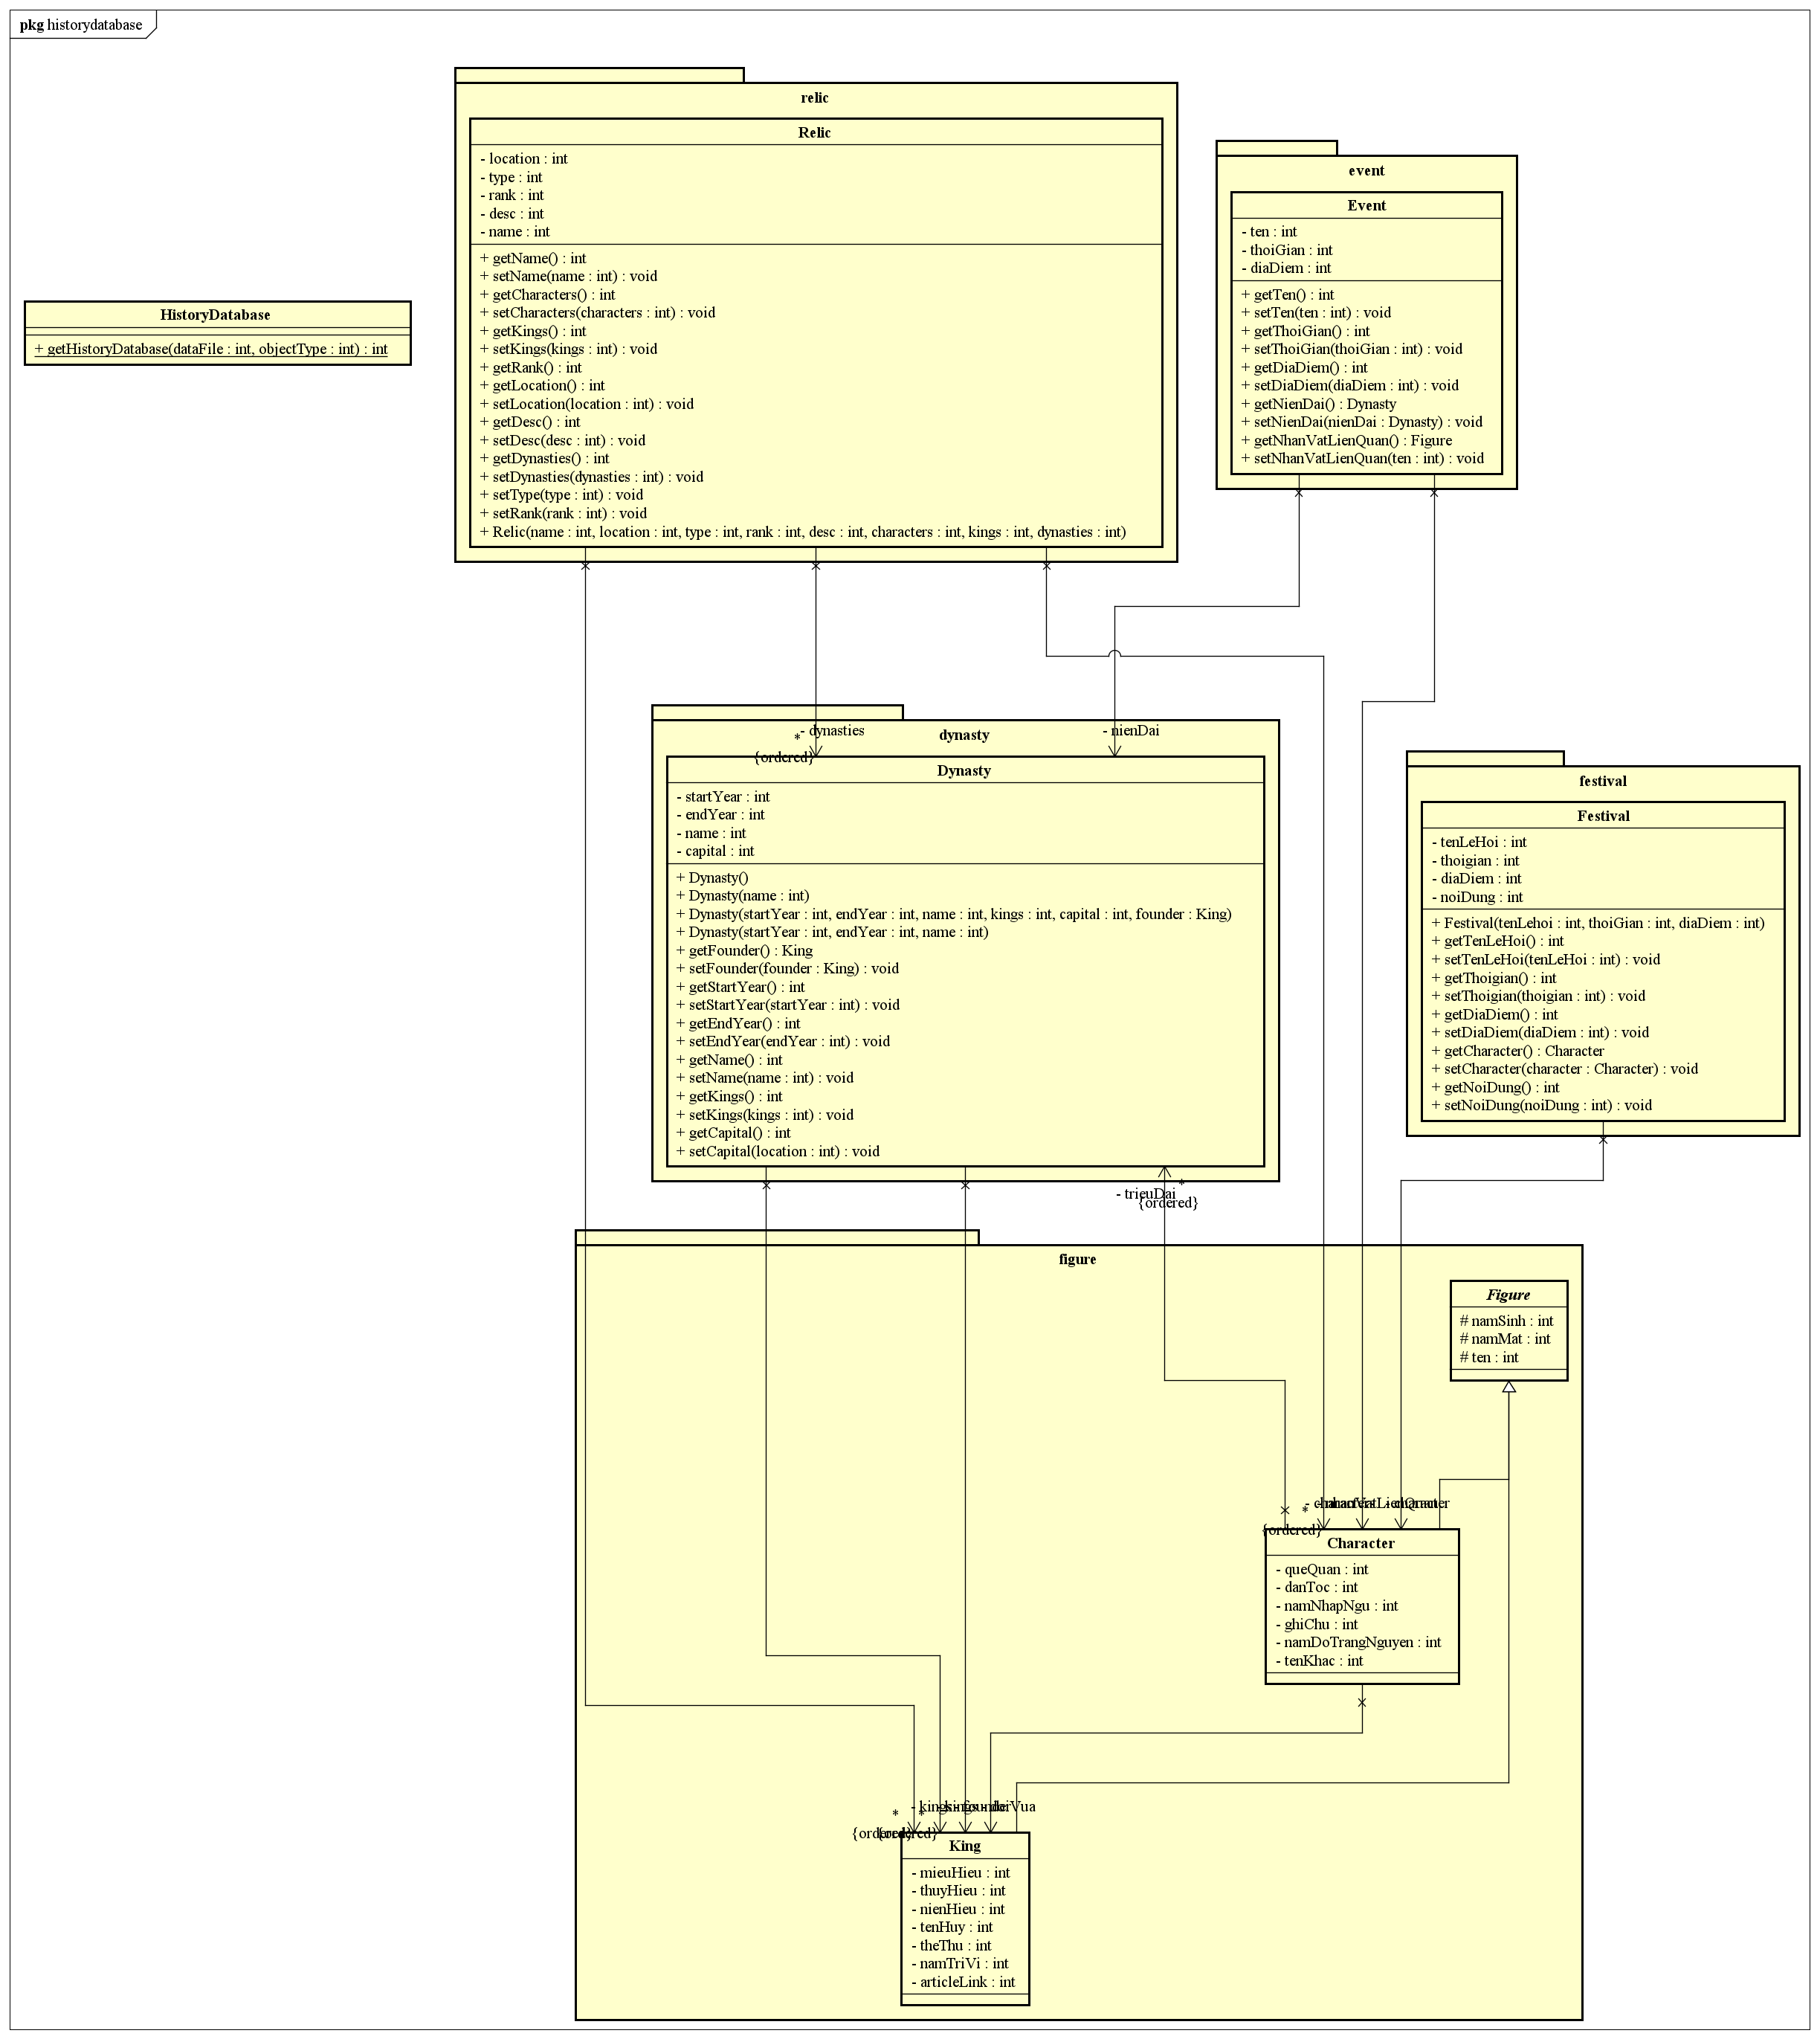 pkg historydatabase
relic
Relic
- location : int
- type : int
- rank : int
- desc : int
- name : int
+ getName() : int
+ setName(name : int) : void
+ getCharacters() : int
+ setCharacters(characters : int) : void
+ getKings() : int
+ setKings(kings : int) : void
+ getRank() : int
+ getLocation() : int
+ setLocation(location : int) : void
+ getDesc() : int
+ setDesc(desc : int) : void
+ getDynasties() : int
+ setDynasties(dynasties : int) : void
+ setType(type : int) : void
+ setRank(rank : int) : void
+ Relic(name : int, location : int, type : int, rank : int, desc : int, characters : int, kings : int, dynasties : int)
event
Event
- ten : int
- thoiGian : int
- diaDiem : int
+ getTen() : int
+ setTen(ten : int) : void
+ getThoiGian() : int
+ setThoiGian(thoiGian : int) : void
+ getDiaDiem() : int
+ setDiaDiem(diaDiem : int) : void
+ getNienDai() : Dynasty
+ setNienDai(nienDai : Dynasty) : void
+ getNhanVatLienQuan() : Figure
+ setNhanVatLienQuan(ten : int) : void
HistoryDatabase
+ getHistoryDatabase(dataFile : int, objectType : int) : int
- dynasties
*
{ordered}
- nienDai
dynasty
Dynasty
- startYear : int
- endYear : int
- name : int
- capital : int
+ Dynasty()
+ Dynasty(name : int)
+ Dynasty(startYear : int, endYear : int, name : int, kings : int, capital : int, founder : King)
+ Dynasty(startYear : int, endYear : int, name : int)
+ getFounder() : King
+ setFounder(founder : King) : void
+ getStartYear() : int
+ setStartYear(startYear : int) : void
+ getEndYear() : int
+ setEndYear(endYear : int) : void
+ getName() : int
+ setName(name : int) : void
+ getKings() : int
+ setKings(kings : int) : void
+ getCapital() : int
+ setCapital(location : int) : void
festival
Festival
- tenLeHoi : int
- thoigian : int
- diaDiem : int
- noiDung : int
+ Festival(tenLehoi : int, thoiGian : int, diaDiem : int)
+ getTenLeHoi() : int
+ setTenLeHoi(tenLeHoi : int) : void
+ getThoigian() : int
+ setThoigian(thoigian : int) : void
+ getDiaDiem() : int
+ setDiaDiem(diaDiem : int) : void
+ getCharacter() : Character
+ setCharacter(character : Character) : void
+ getNoiDung() : int
+ setNoiDung(noiDung : int) : void
- trieuDai
*
{ordered}
figure
Figure
# namSinh : int
# namMat : int
# ten : int
*
{ordered}
Character
- queQuan : int
- danToc : int
- namNhapNgu : int
- ghiChu : int
- namDoTrangNguyen : int
- tenKhac : int
- kings
*
*
King
- mieuHieu : int
- thuyHieu : int
- nienHieu : int
- tenHuy : int
- theThu : int
- namTriVi : int
- articleLink : int